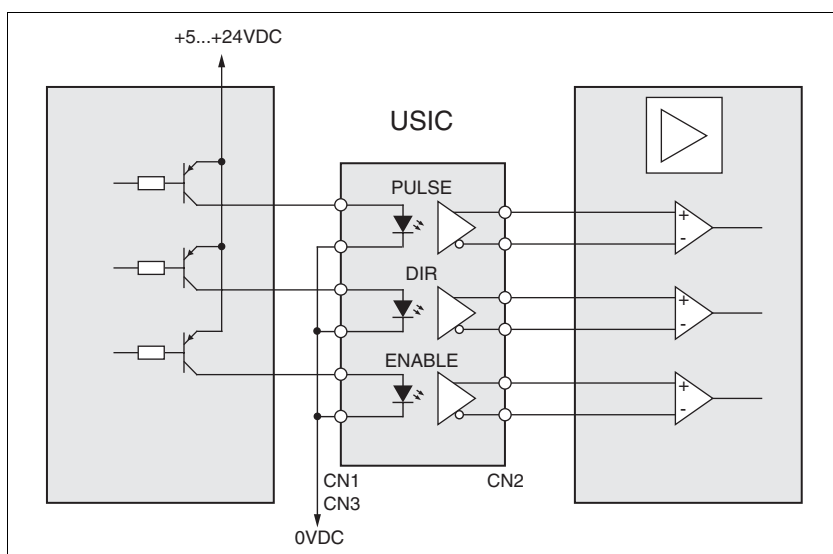 +5...+24VDC
USIC
PULSE
+
-
DIR
+
-
ENABLE
+
-
CN1
CN2
CN3
0VDC